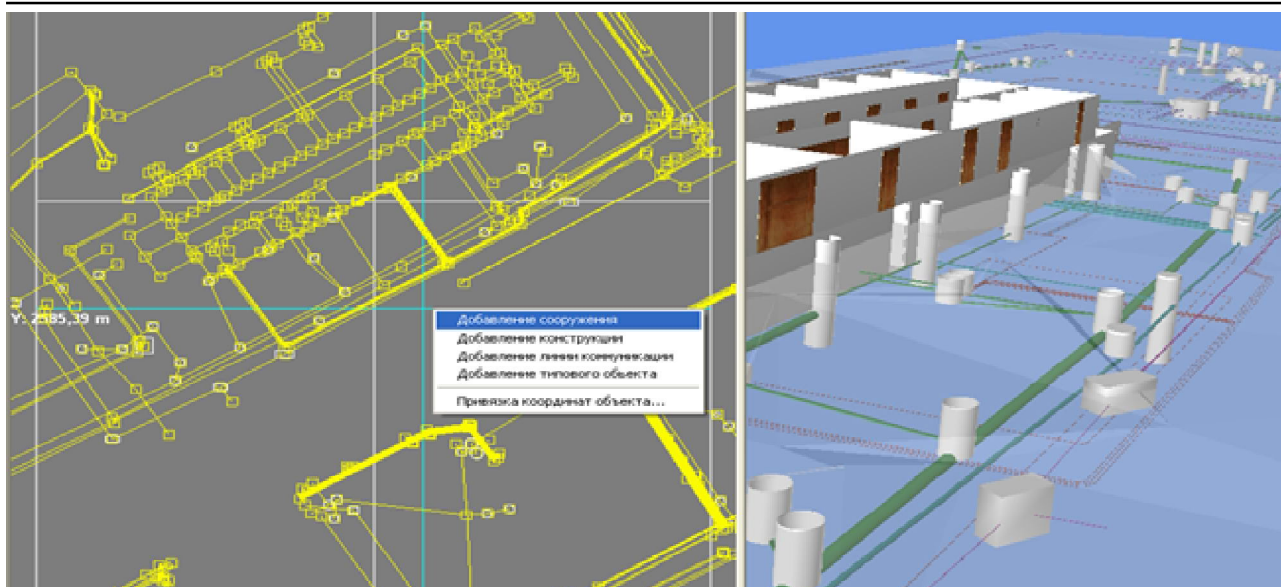 Y: 2585,39 m
Добавление сооружения
Добавление конструкции
Добавление линии коммуникации
Добавление типового объекта
Привязка координат объекта...